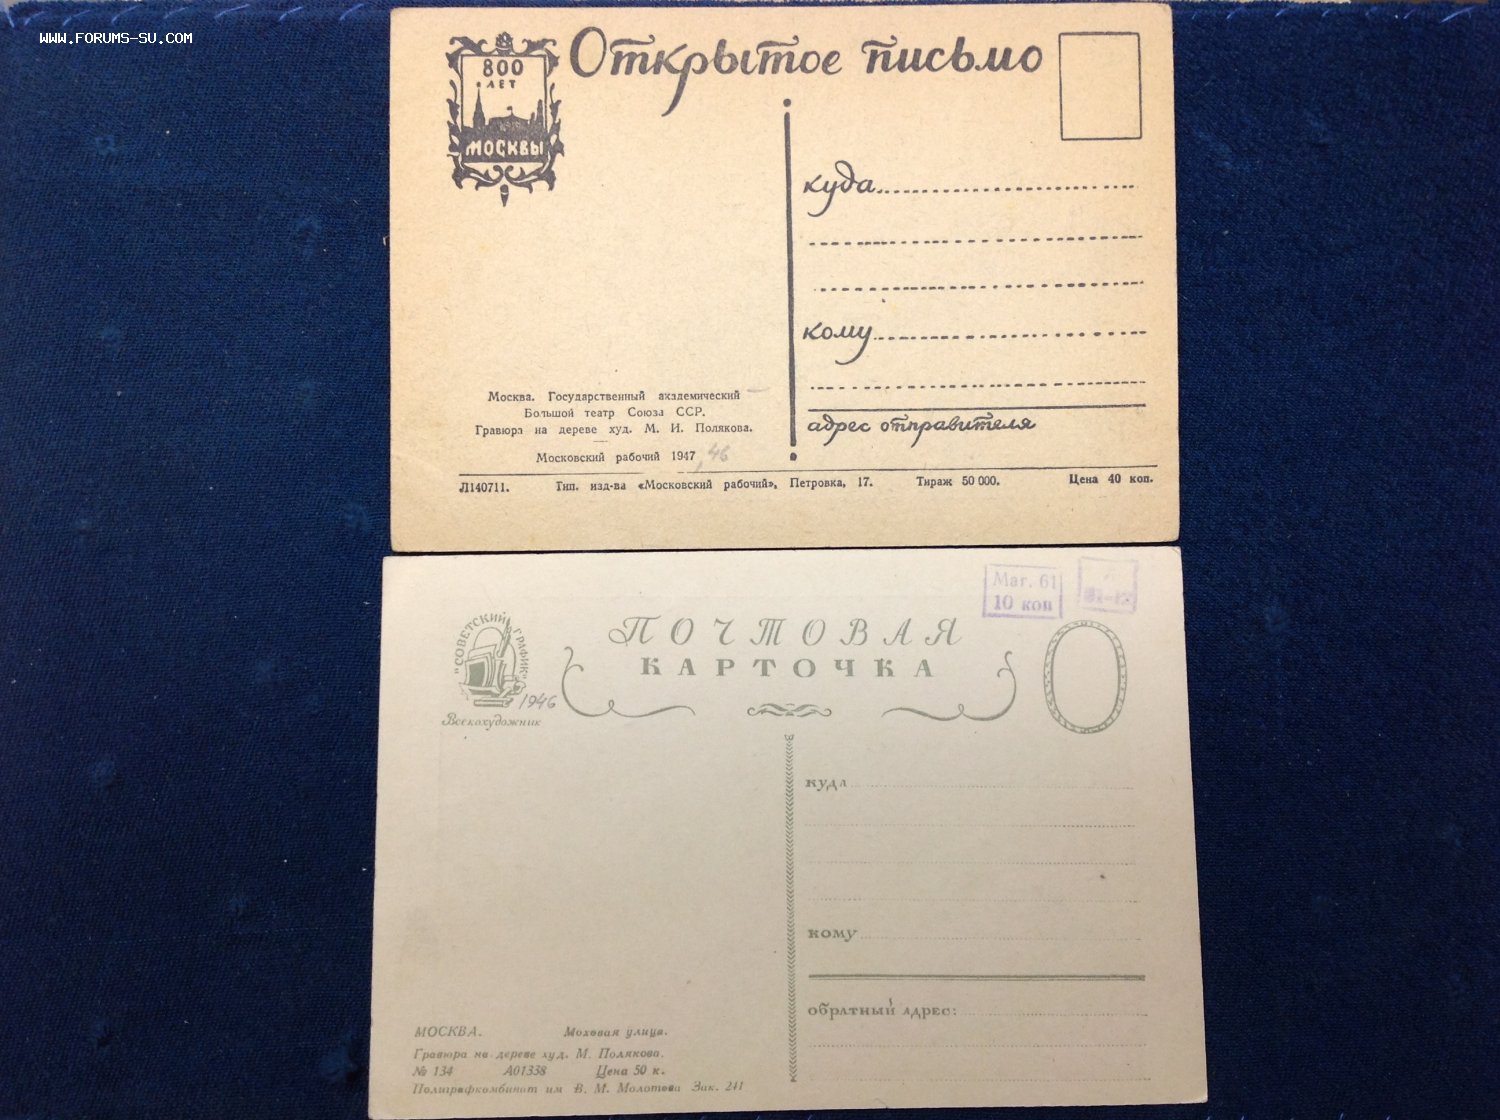 WWW.FORUMS-SU.COM
800
ЛЕТ
МОСКВЫ
Открытое письмо
куда
кому
адрес отправителя
Москва. Государственный академический
Большой театр Союза ССР.
Гравюра на дереве худ. М. И. Полякова.
Московский рабочий 1947
46
Л140711. Тип. изд-ва «Московский рабочий», Петровка, 17. Тираж 50 000. Цена 40 коп.
Маг. 61
10 коп
"СОВЕТСКИЙ ГРАФИК"
1946
Всекохудожник
ПОЧТОВАЯ
КАРТОЧКА
куда
кому
обратный адрес:
МОСКВА. Моховая улица.
Гравюра на дереве худ. М. Полякова.
№ 134 А01338 Цена 50 к.
Полиграфкомбинат им В. М. Молотова Зак. 241